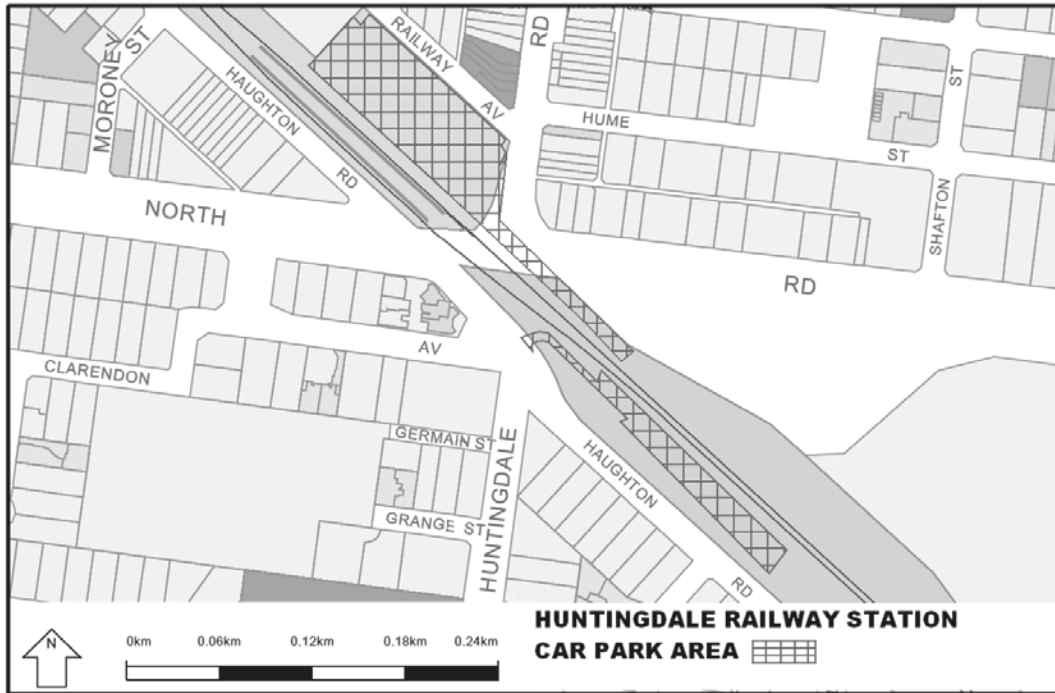 RAILWAY
AV
RD
ST
MORONEY
HAUGHTON
RD
HUME
ST
ST
SHAFTON
NORTH
RD
AV
CLARENDON
GERMAIN ST
GRANGE ST
HUNTINGDALE
HAUGHTON
RD
N
0km 0.06km 0.12km 0.18km 0.24km
HUNTINGDALE RAILWAY STATION
CAR PARK AREA